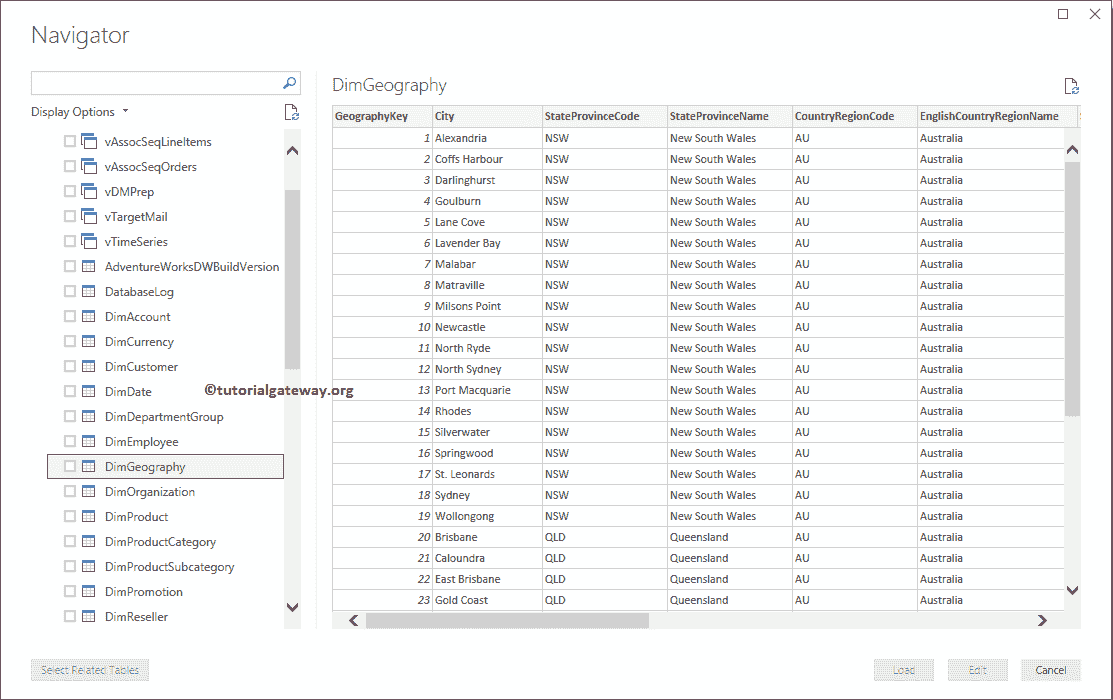 Navigator
Display Options
vAssocSeqLineItems
vAssocSeqOrders
vDMPrep
vTargetMail
vTimeSeries
AdventureWorksDWBuildVersion
DatabaseLog
DimAccount
DimCurrency
DimCustomer
DimDate
DimDepartmentGroup
DimEmployee
DimGeography
DimOrganization
DimProduct
DimProductCategory
DimProductSubcategory
DimPromotion
DimReseller
©tutorialgateway.org
DimGeography
GeographyKey City StateProvinceCode StateProvinceName CountryRegionCode EnglishCountryRegionName
1 Alexandria NSW New South Wales AU Australia
2 Coffs Harbour NSW New South Wales AU Australia
3 Darlinghurst NSW New South Wales AU Australia
4 Goulburn NSW New South Wales AU Australia
5 Lane Cove NSW New South Wales AU Australia
6 Lavender Bay NSW New South Wales AU Australia
7 Malabar NSW New South Wales AU Australia
8 Matraville NSW New South Wales AU Australia
9 Milsons Point NSW New South Wales AU Australia
10 Newcastle NSW New South Wales AU Australia
11 North Ryde NSW New South Wales AU Australia
12 North Sydney NSW New South Wales AU Australia
13 Port Macquarie NSW New South Wales AU Australia
14 Rhodes NSW New South Wales AU Australia
15 Silverwater NSW New South Wales AU Australia
16 Springwood NSW New South Wales AU Australia
17 St. Leonards NSW New South Wales AU Australia
18 Sydney NSW New South Wales AU Australia
19 Wollongong NSW New South Wales AU Australia
20 Brisbane QLD Queensland AU Australia
21 Caloundra QLD Queensland AU Australia
22 East Brisbane QLD Queensland AU Australia
23 Gold Coast QLD Queensland AU Australia
Select Related Tables
Load
Edit
Cancel